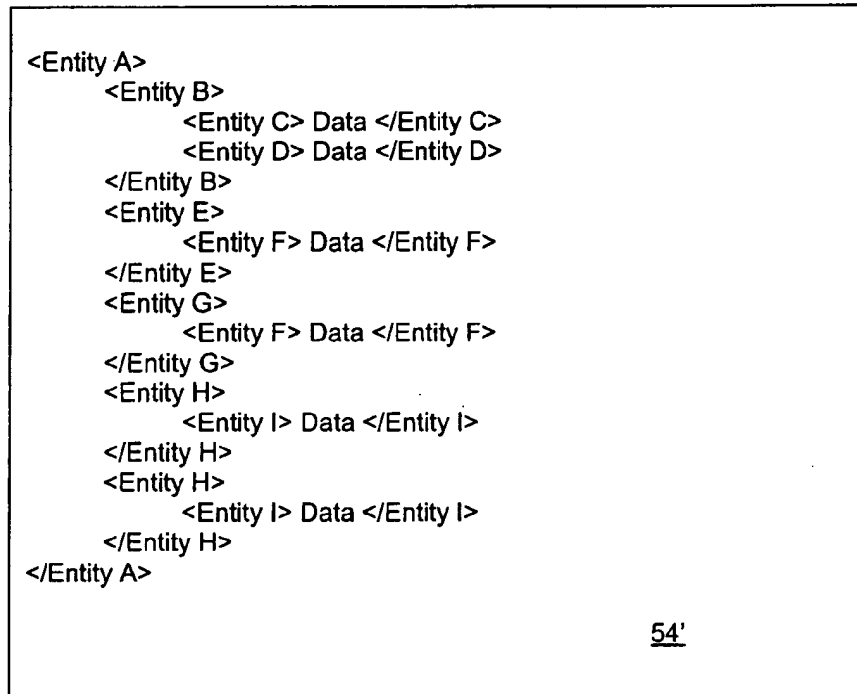 <Entity A>
<Entity B>
<Entity C> Data </Entity C>
<Entity D> Data </Entity D>
</Entity B>
<Entity E>
<Entity F> Data </Entity F>
</Entity E>
<Entity G>
<Entity F> Data </Entity F>
</Entity G>
<Entity H>
<Entity I> Data </Entity I>
</Entity H>
<Entity H>
<Entity I> Data </Entity I>
</Entity H>
</Entity A>
54'